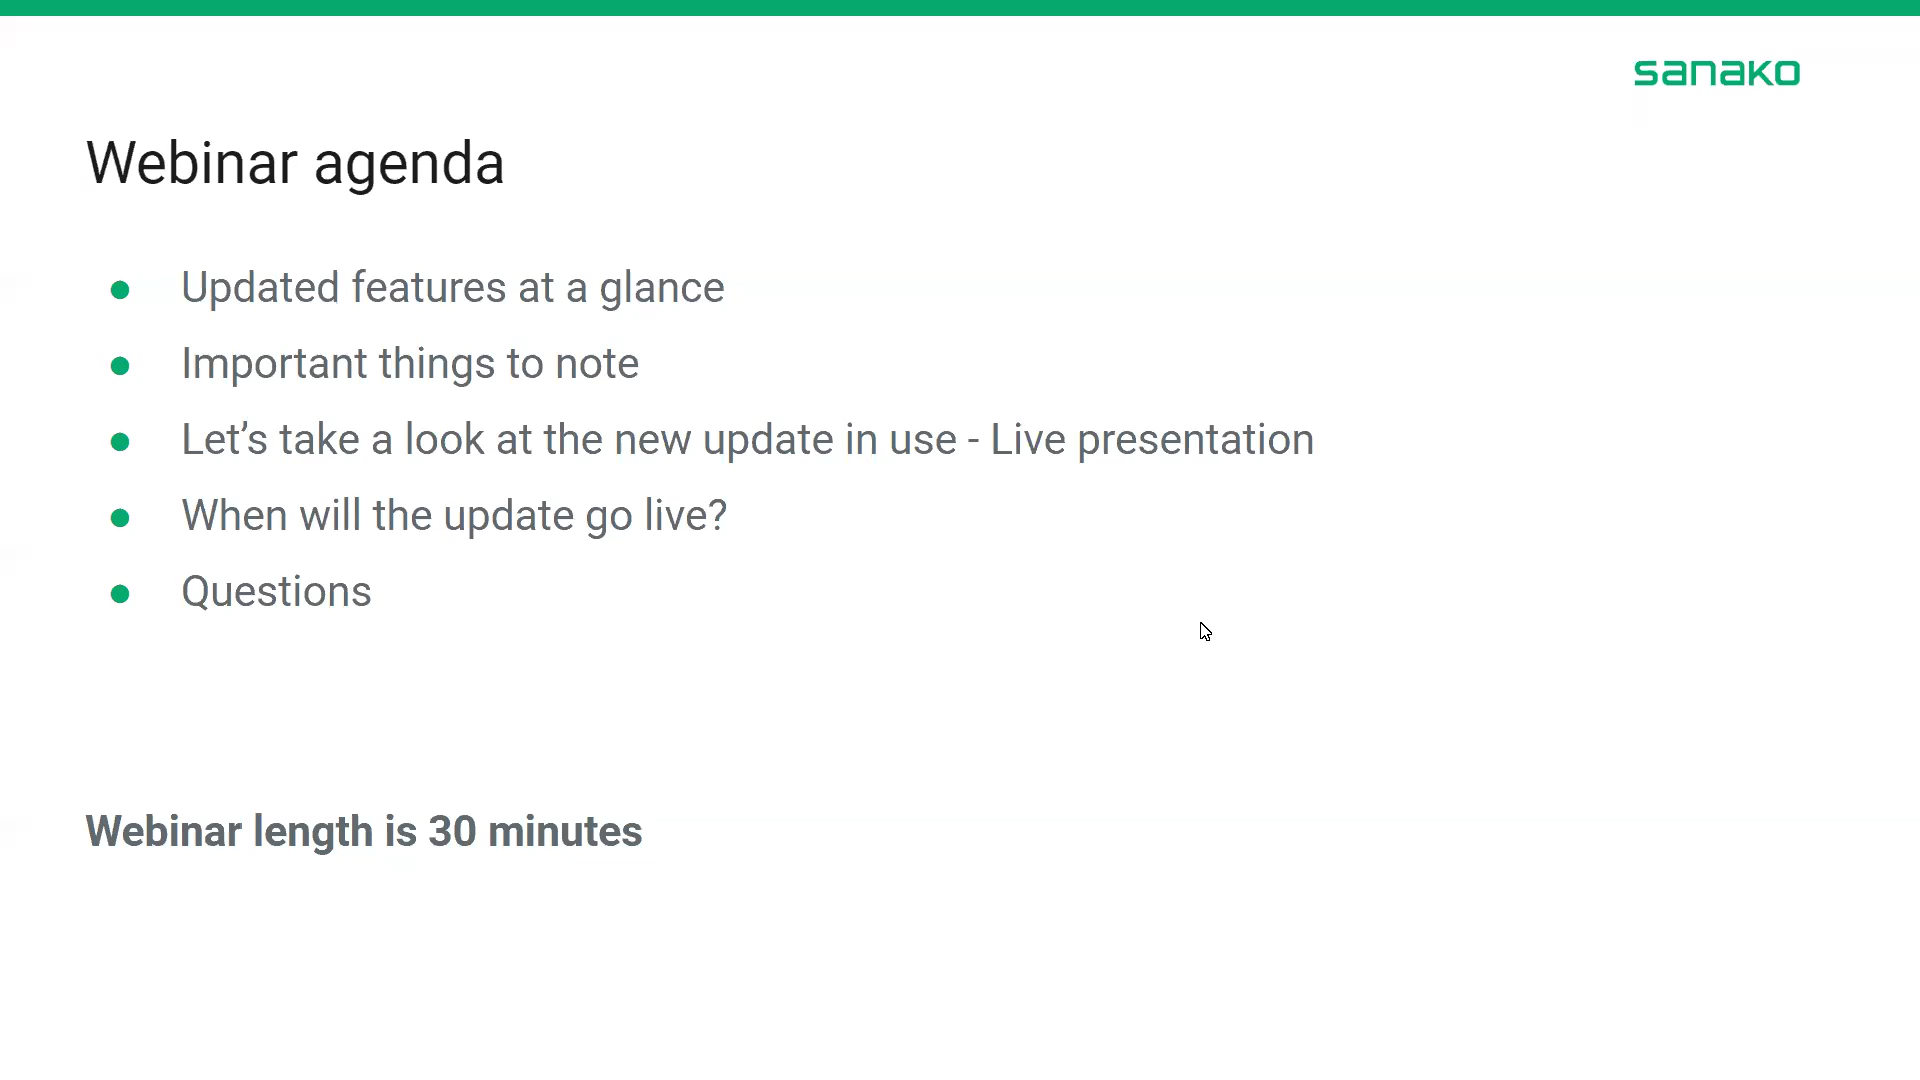 sanako
Webinar agenda
● Updated features at a glance
● Important things to note
● Let’s take a look at the new update in use - Live presentation
● When will the update go live?
● Questions
Webinar length is 30 minutes